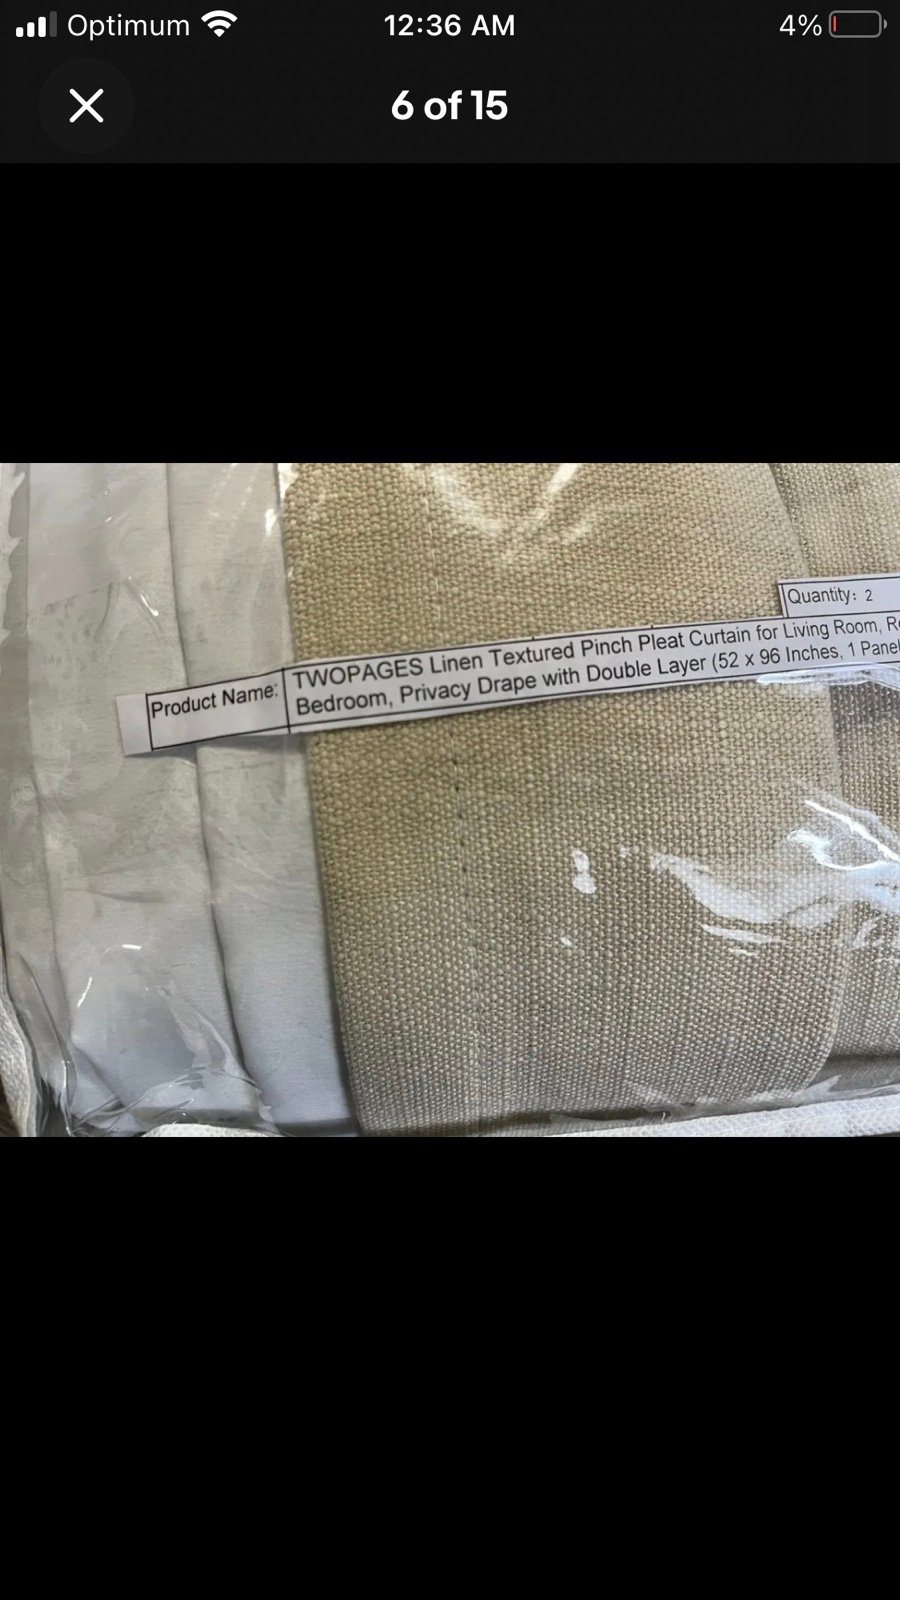 Optimum 12:36 AM 4%
6 of 15
Quantity: 2
Product Name: TWOPAGES Linen Textured Pinch Pleat Curtain for Living Room,
Bedroom, Privacy Drape with Double Layer (52 x 96 Inches, 1 Panel